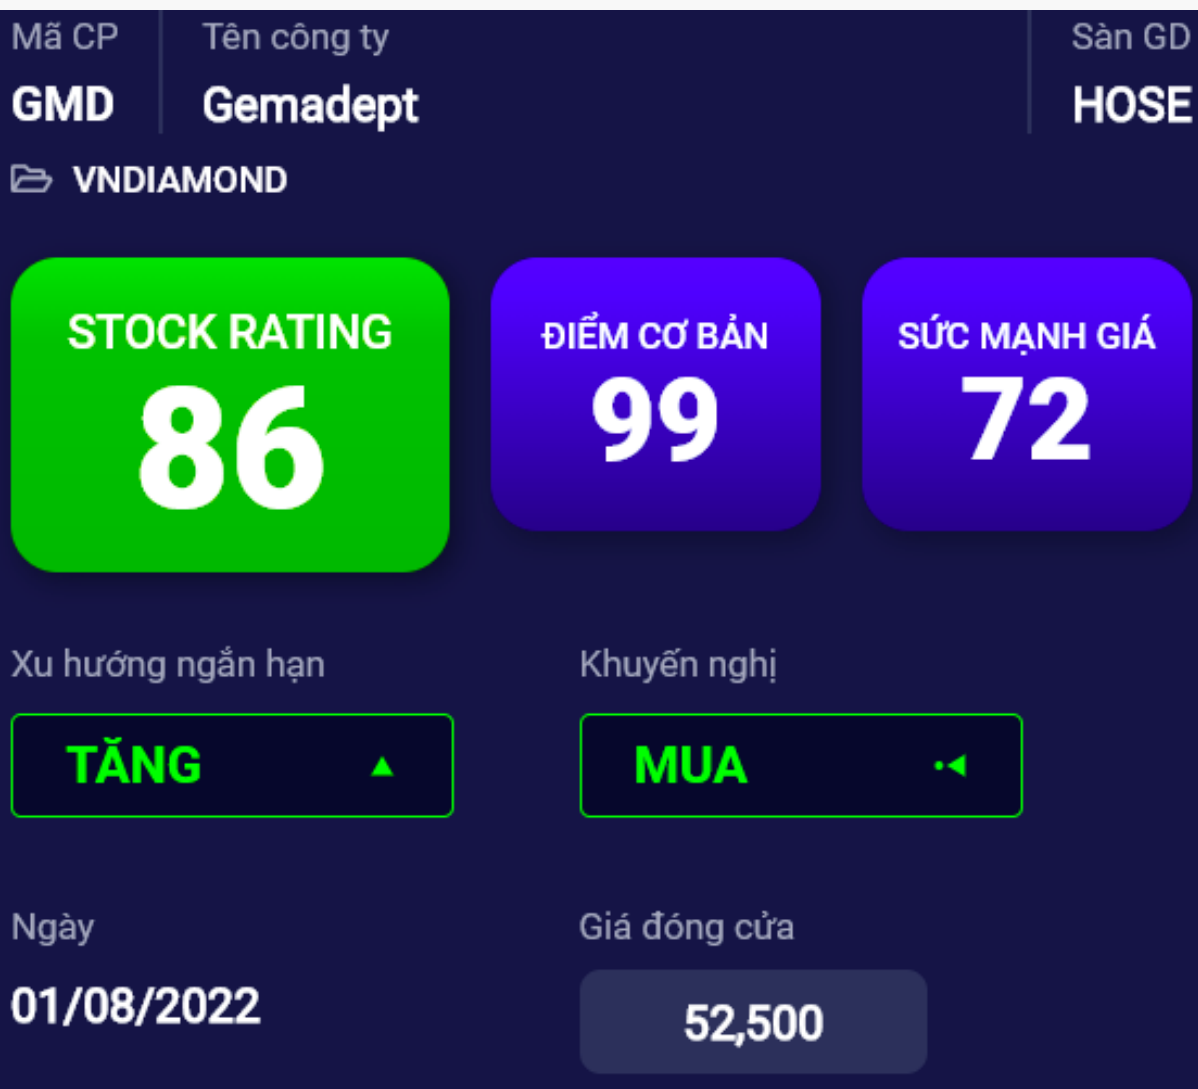 Mã CP Tên công ty Sàn GD
GMD Gemadept HOSE
VNDIAMOND
STOCK RATING ĐIỂM CƠ BẢN SỨC MẠNH GIÁ
86 99 72
Xu hướng ngắn hạn Khuyến nghị
TĂNG MUA
Ngày Giá đóng cửa
01/08/2022 52,500